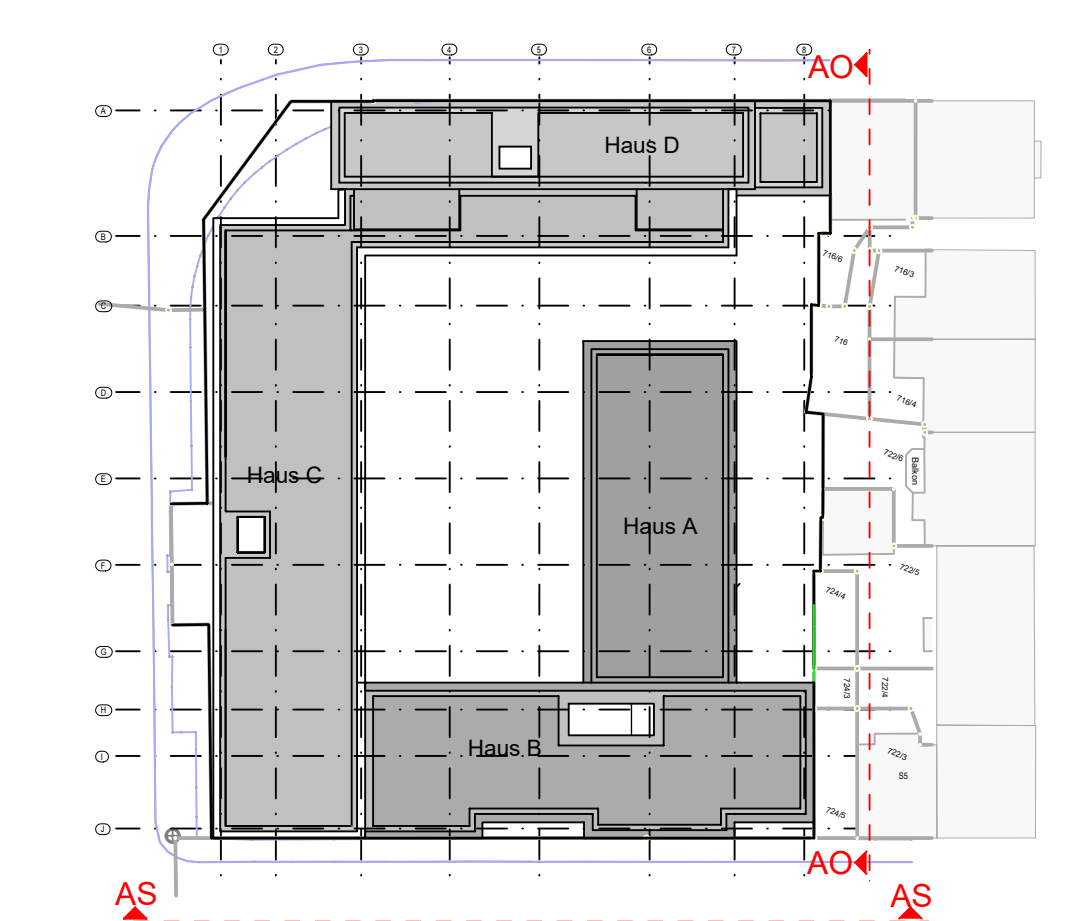 1 2 3 4 5 6 7 8
AO
A
Haus D
B
716/6
716/3
C
716
D
716/4
722/6
Balkon
E
Haus C
Haus A
F
722/5
724/4
G
724/3
722/4
H
Haus B
I
722/3
S5
724/5
J
AO
AS
AS